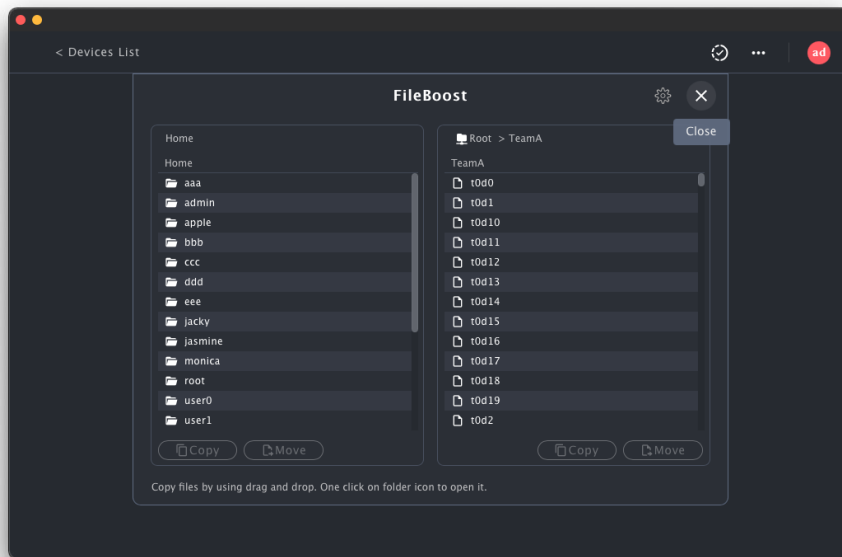 < Devices List
ad
FileBoost
Close
Home
Home
aaa
admin
apple
bbb
ccc
ddd
eee
jacky
jasmine
monica
root
user0
user1
Copy
Move
Root > TeamA
TeamA
t0d0
t0d1
t0d10
t0d11
t0d12
t0d13
t0d14
t0d15
t0d16
t0d17
t0d18
t0d19
t0d2
Copy
Move
Copy files by using drag and drop. One click on folder icon to open it.